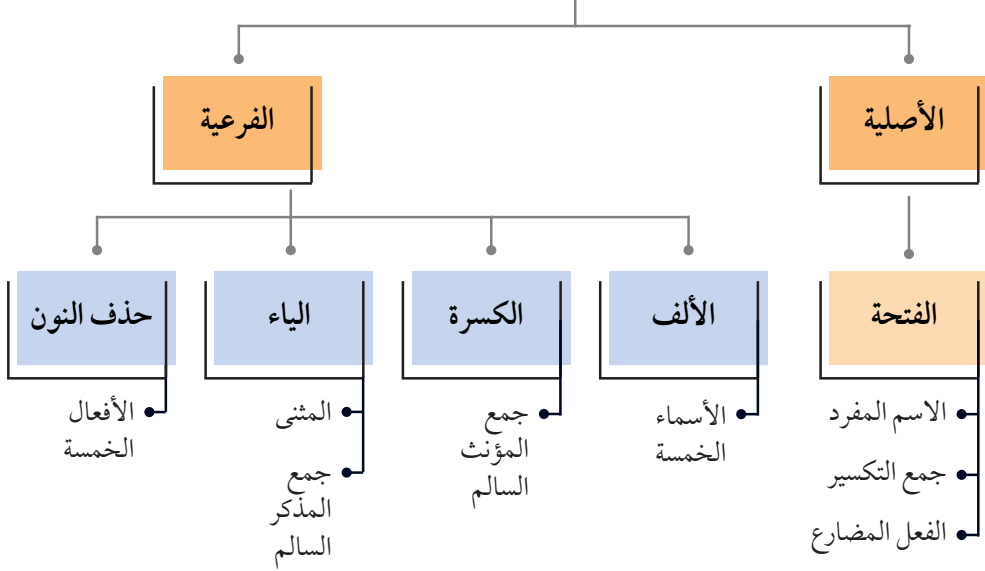 الأصلية
الفرعية
الفتحة
الاسم المفرد
جمع التكسير
الفعل المضارع
الألف
الأسماء
الخمسة
الكسرة
جمع
المؤنث
السالم
الياء
المثنى
جمع
المذكر
السالم
حذف النون
الأفعال
الخمسة